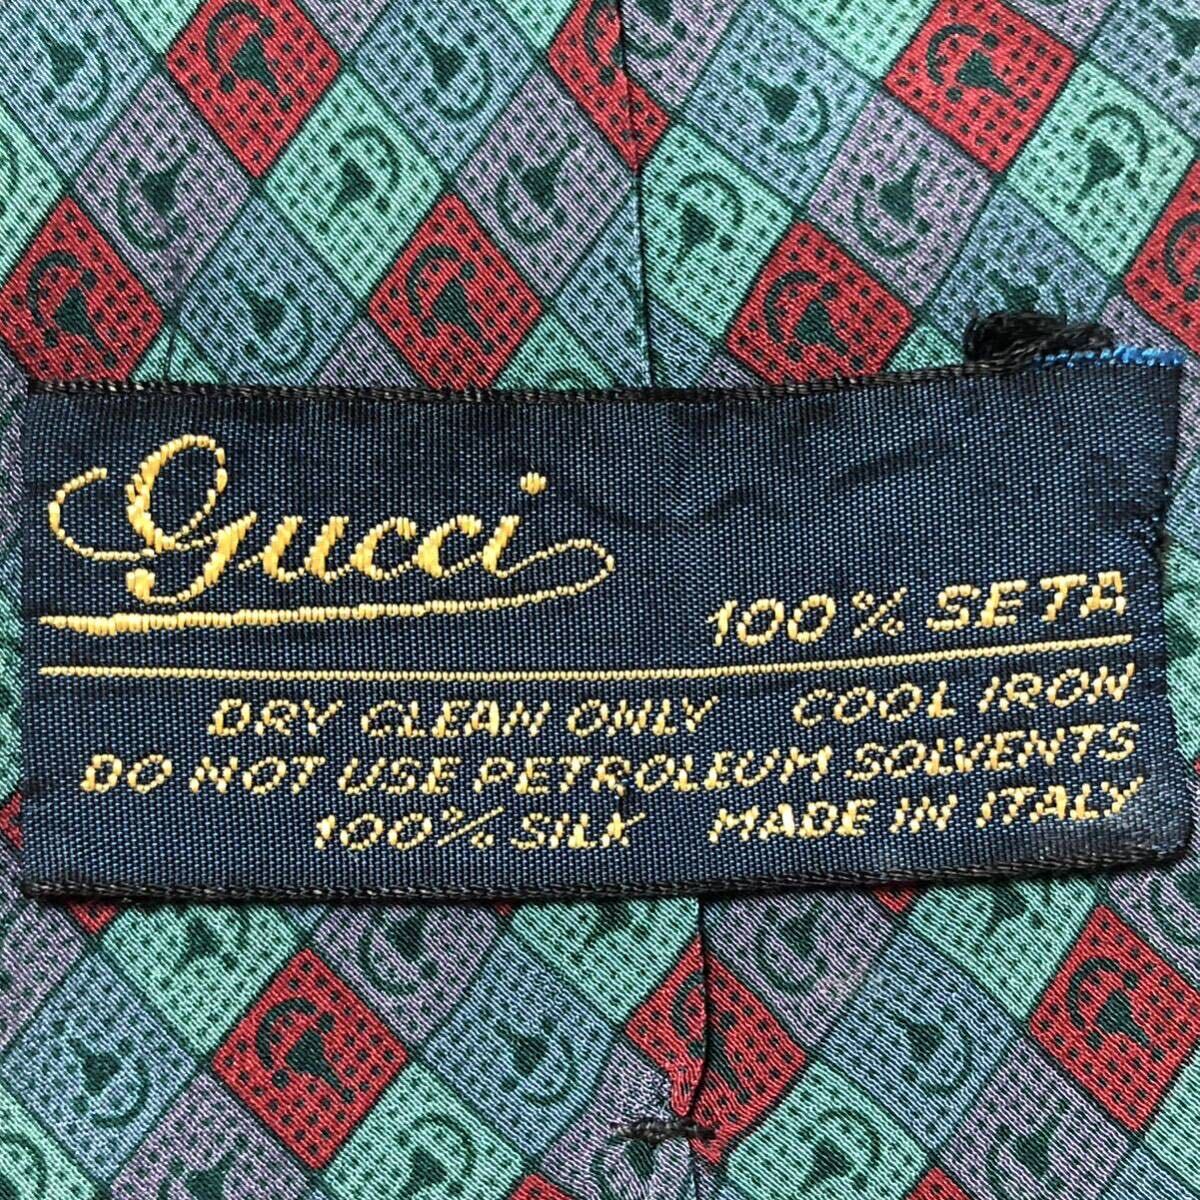 Gucci
100% SETA
DRY CLEAN ONLY COOL IRON
DO NOT USE PETROLEUM SOLVENTS
100% SILK MADE IN ITALY